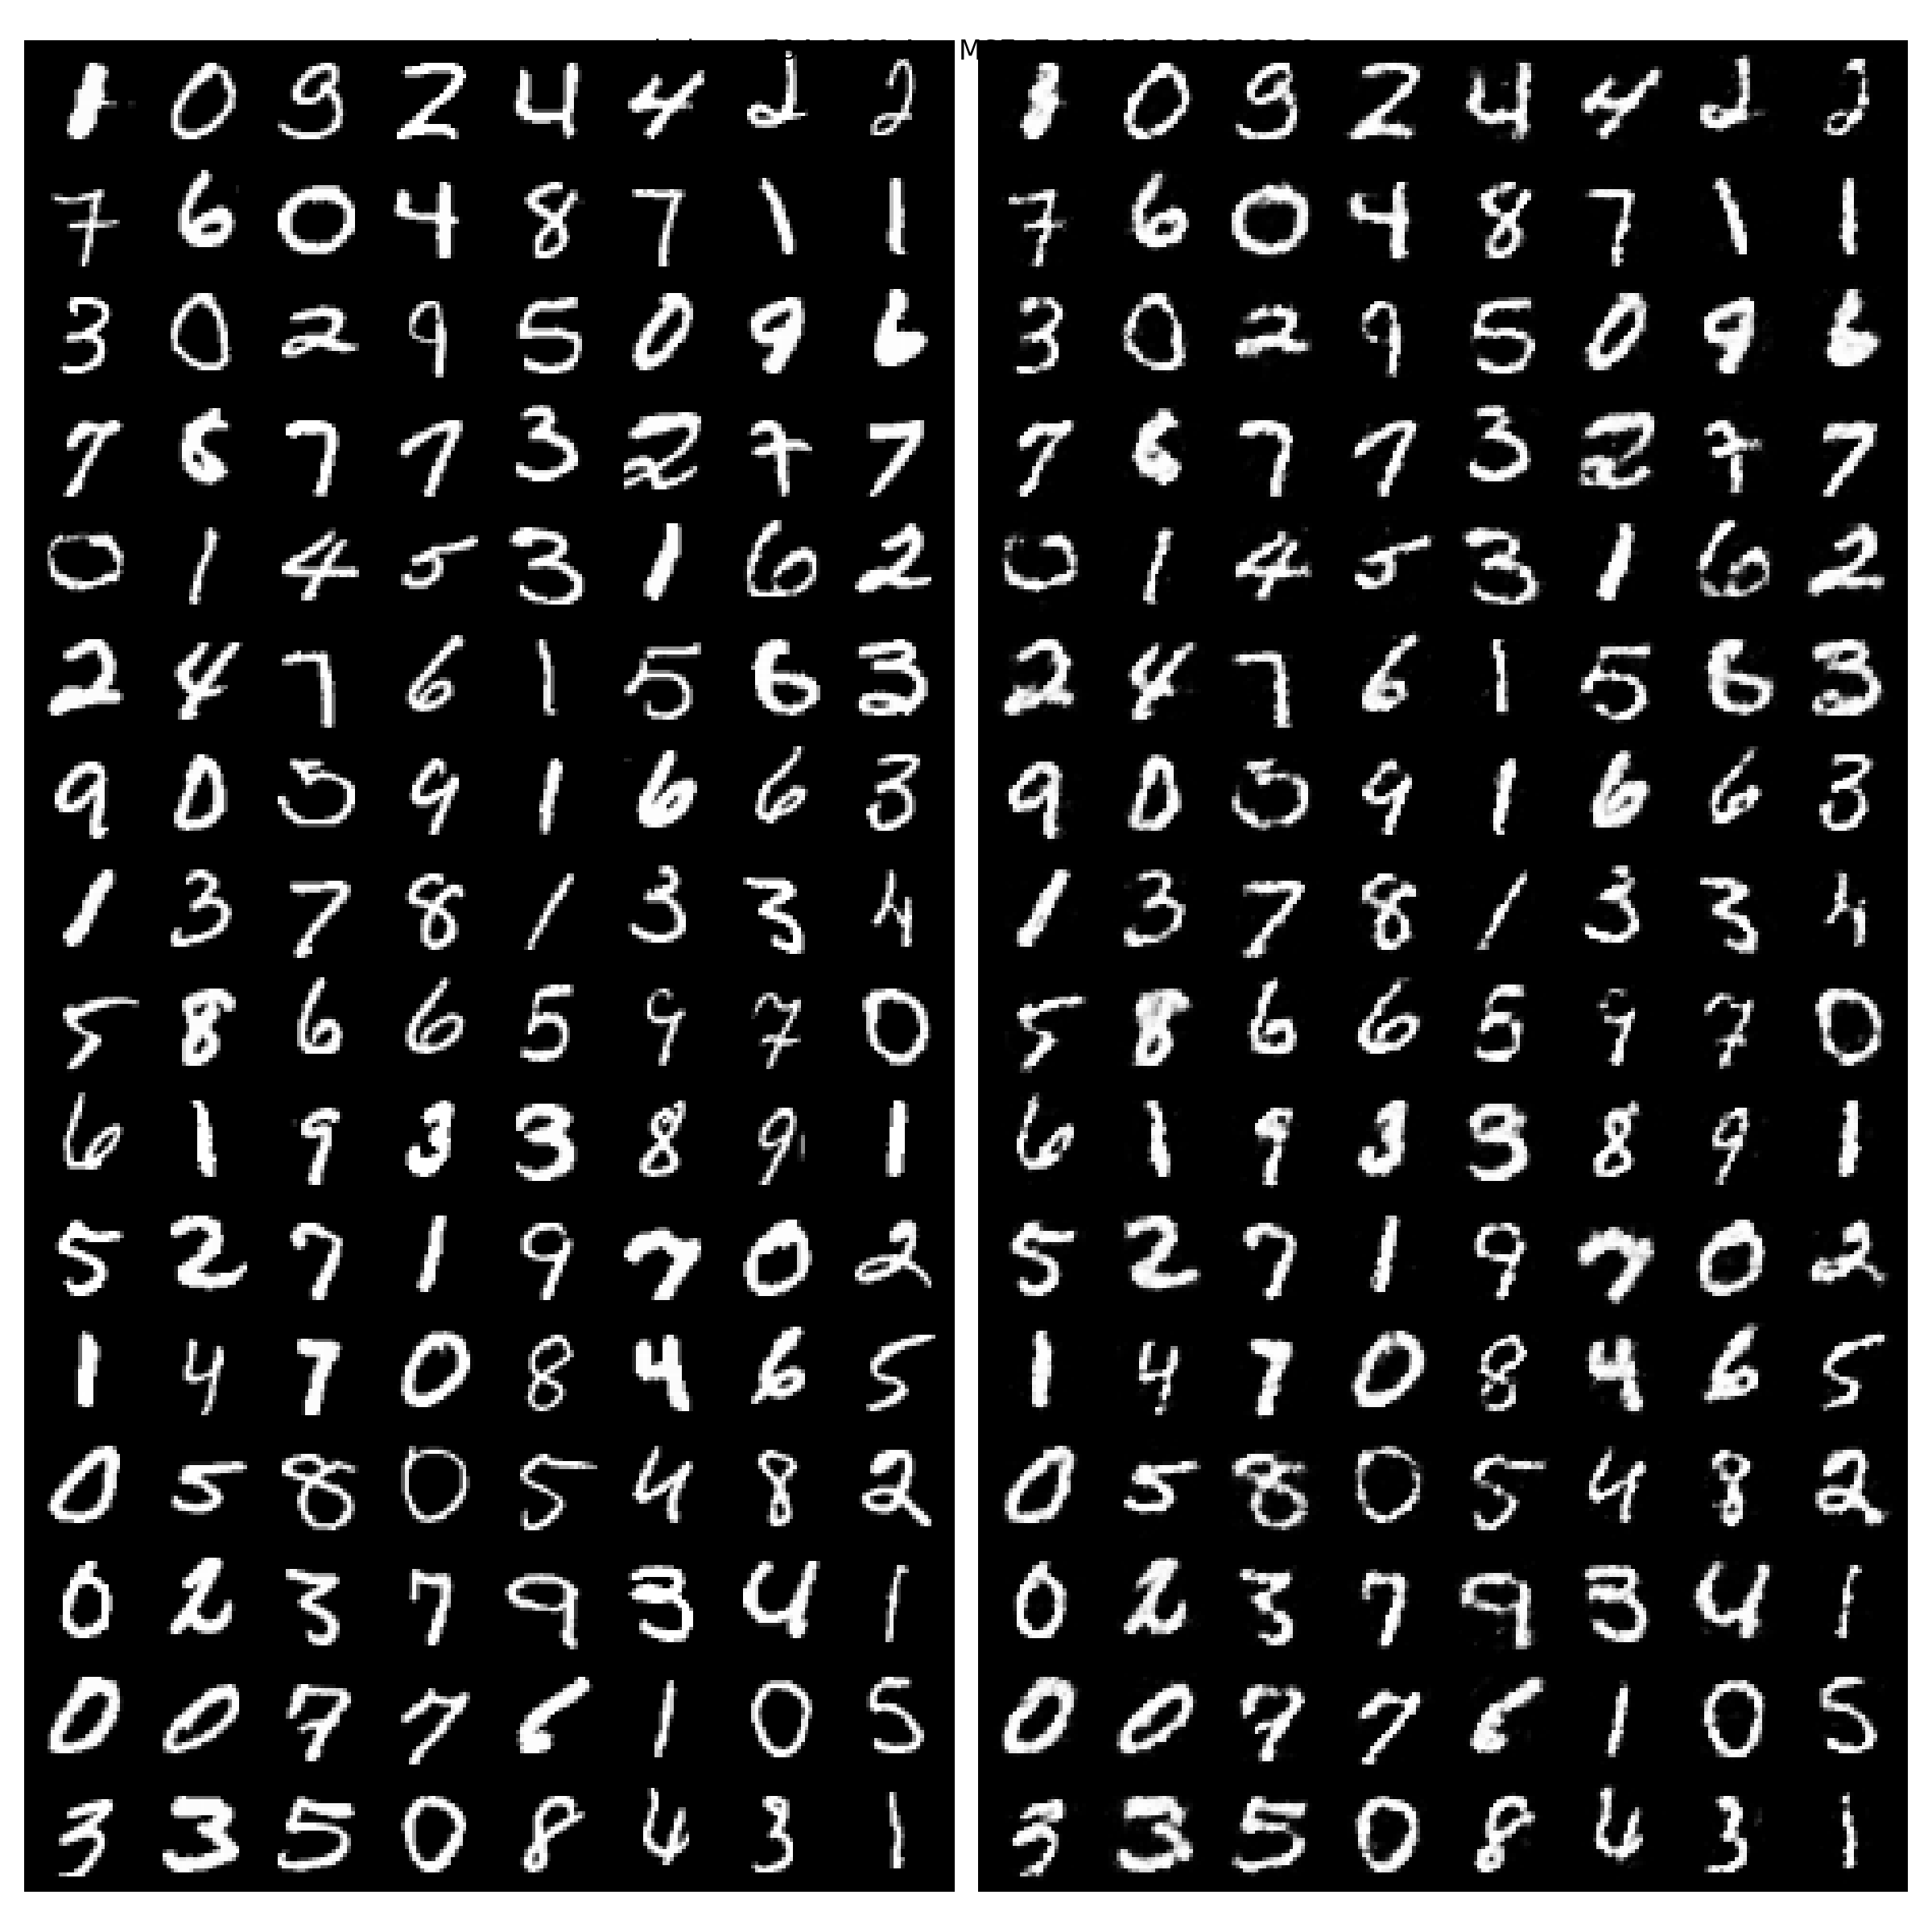 M
1 0 9 2 4 4 2 2
7 6 0 4 8 7 1 1
3 0 2 9 5 0 9 6
7 6 7 7 3 2 7 7
0 1 4 5 3 1 6 2
2 4 7 6 1 5 6 3
9 0 5 9 1 6 6 3
1 3 7 8 1 3 3 4
5 8 6 6 5 9 7 0
6 1 9 3 3 8 9 1
5 2 7 1 9 7 0 2
1 4 7 0 8 4 6 5
0 5 8 0 5 4 8 2
0 2 3 7 9 3 4 1
0 0 7 7 6 1 0 5
3 3 5 0 8 4 3 1
1 0 9 2 4 4 2 2
7 6 0 4 8 7 1 1
3 0 2 9 5 0 9 6
7 6 7 7 3 2 7 7
0 1 4 5 3 1 6 2
2 4 7 6 1 5 6 3
9 0 5 9 1 6 6 3
1 3 7 8 1 3 3 4
5 8 6 6 5 9 7 0
6 1 9 3 3 8 9 1
5 2 7 1 9 7 0 2
1 4 7 0 8 4 6 5
0 5 8 0 5 4 8 2
0 2 3 7 9 3 4 1
0 0 7 7 6 1 0 5
3 3 5 0 8 4 3 1